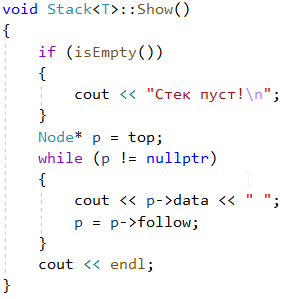 void Stack<T>::Show()
{
    if (isEmpty())
    {
        cout << "Стек пуст!\n";
    }
    Node* p = top;
    while (p != nullptr)
    {
        cout << p->data << " ";
        p = p->follow;
    }
    cout << endl;
}